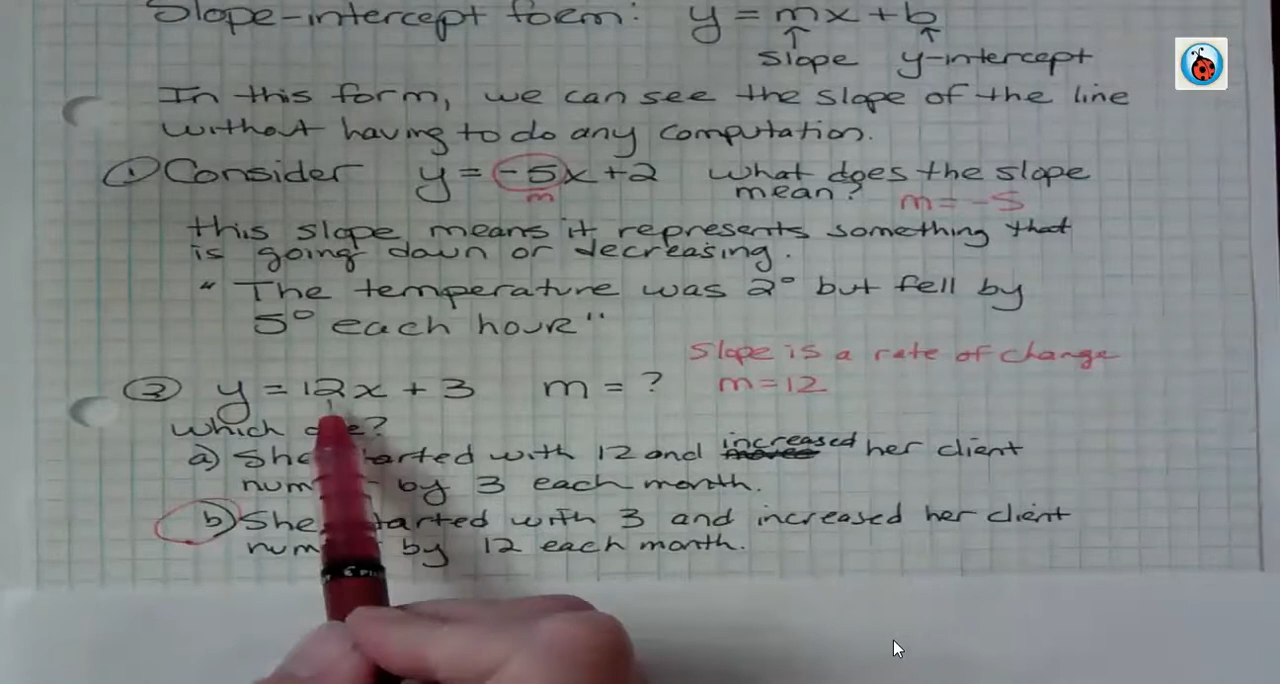 Slope-intercept form: y = mx + b
↑ ↑
slope y-intercept
In this form, we can see the slope of the line
without having to do any computation.
① Consider y = -5x + 2 what does the slope
mean? m = -5
m
this slope means it represents something that
is going down or decreasing.
" The temperature was 2° but fell by
5° each hour"
Slope is a rate of change
② y = 12x + 3 m = ? m = 12
which ?
a) She with 12 and increased her client
by 3 each month.
b) She with 3 and increased her client
by 12 each month.